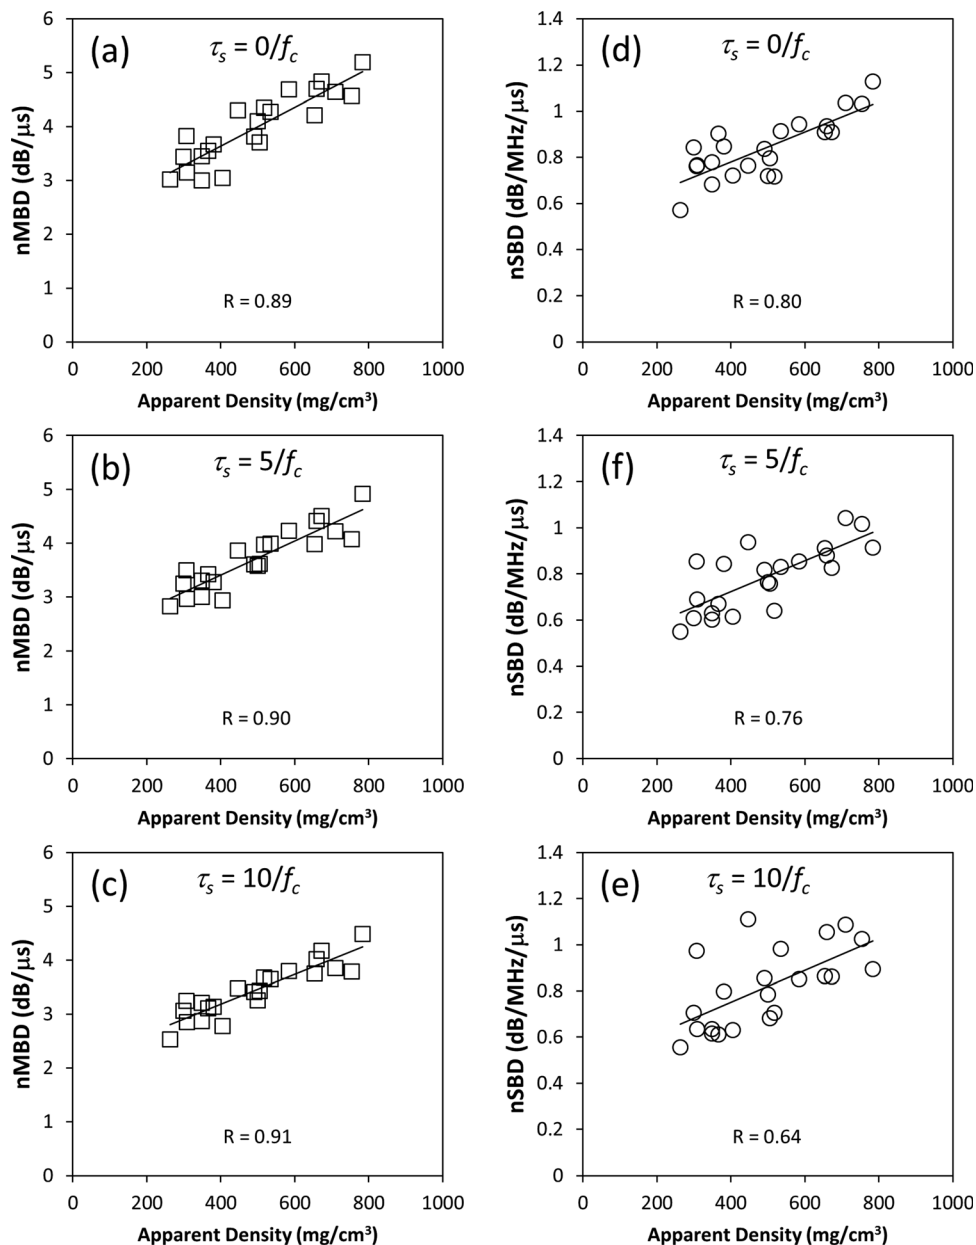 (a)
τs = 0/fc
nMBD (dB/μs)
6
5
4
3
2
1
0
R = 0.89
0 200 400 600 800 1000
Apparent Density (mg/cm³)
(d)
τs = 0/fc
nSBD (dB/MHz/μs)
1.4
1.2
1
0.8
0.6
0.4
0.2
0
R = 0.80
0 200 400 600 800 1000
Apparent Density (mg/cm³)
(b)
τs = 5/fc
nMBD (dB/μs)
6
5
4
3
2
1
0
R = 0.90
0 200 400 600 800 1000
Apparent Density (mg/cm³)
(f)
τs = 5/fc
nSBD (dB/MHz/μs)
1.4
1.2
1
0.8
0.6
0.4
0.2
0
R = 0.76
0 200 400 600 800 1000
Apparent Density (mg/cm³)
(c)
τs = 10/fc
nMBD (dB/μs)
6
5
4
3
2
1
0
R = 0.91
0 200 400 600 800 1000
Apparent Density (mg/cm³)
(e)
τs = 10/fc
nSBD (dB/MHz/μs)
1.4
1.2
1
0.8
0.6
0.4
0.2
0
R = 0.64
0 200 400 600 800 1000
Apparent Density (mg/cm³)